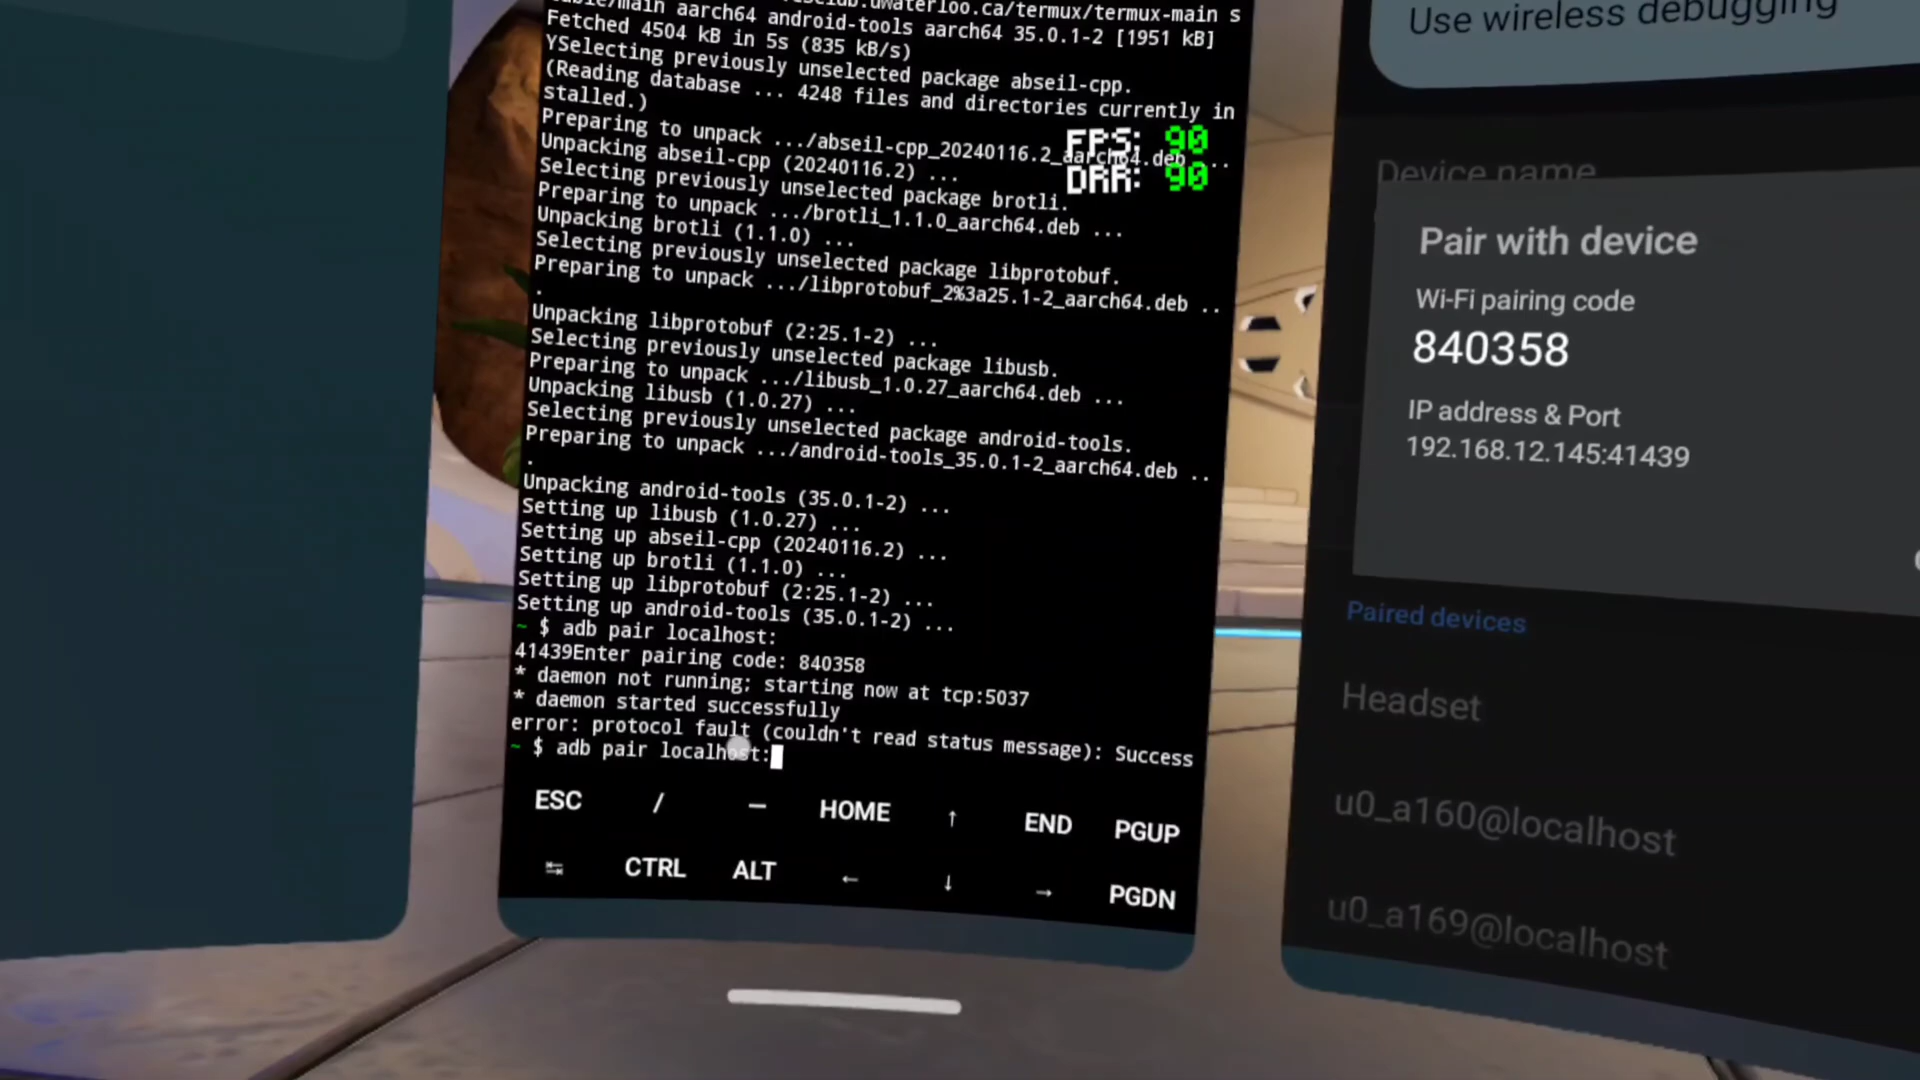 uwaterloo.ca/termux/termux-main s
main aarch64 android-tools aarch64 35.0.1-2 [1951 kB]
Fetched 4504 kB in 5s (835 kB/s)
YSelecting previously unselected package abseil-cpp.
(Reading database ... 4248 files and directories currently in
stalled.)
Preparing to unpack .../abseil-cpp_20240116.2_aarch64.deb ...
Unpacking abseil-cpp (20240116.2) ...
Selecting previously unselected package brotli.
Preparing to unpack .../brotli_1.1.0_aarch64.deb ...
Unpacking brotli (1.1.0) ...
Selecting previously unselected package libprotobuf.
Preparing to unpack .../libprotobuf_2%3a25.1-2_aarch64.deb ..
.
Unpacking libprotobuf (2:25.1-2) ...
Selecting previously unselected package libusb.
Preparing to unpack .../libusb_1.0.27_aarch64.deb ...
Unpacking libusb (1.0.27) ...
Selecting previously unselected package android-tools.
Preparing to unpack .../android-tools_35.0.1-2_aarch64.deb ..
.
Unpacking android-tools (35.0.1-2) ...
Setting up libusb (1.0.27) ...
Setting up abseil-cpp (20240116.2) ...
Setting up brotli (1.1.0) ...
Setting up libprotobuf (2:25.1-2) ...
Setting up android-tools (35.0.1-2) ...
~ $ adb pair localhost:
41439Enter pairing code: 840358
* daemon not running; starting now at tcp:5037
* daemon started successfully
error: protocol fault (couldn't read status message): Success
~ $ adb pair localhost:
ESC / — HOME ↑ END PGUP
↹ CTRL ALT ← ↓ → PGDN
FPS: 90
DRR: 90
Use wireless debugging
Device name
Pair with device
Wi-Fi pairing code
840358
IP address & Port
192.168.12.145:41439
Paired devices
Headset
u0_a160@localhost
u0_a169@localhost